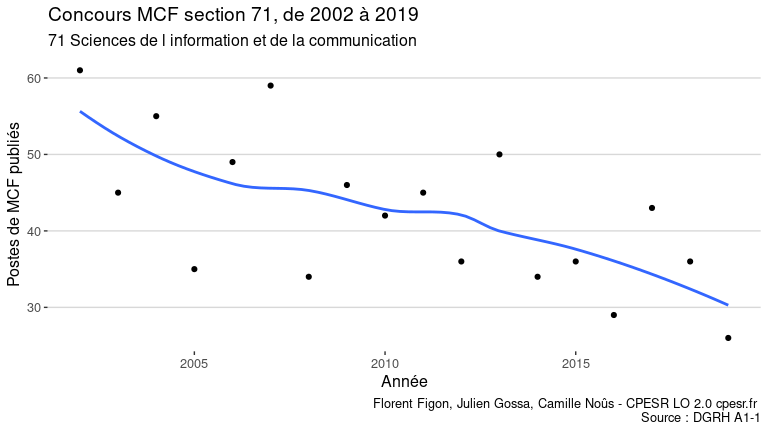 Concours MCF section 71, de 2002 à 2019
71 Sciences de l information et de la communication
Postes de MCF publiés
60
50
40
30
2005 2010 2015
Année
Florent Figon, Julien Gossa, Camille Noûs - CPESR LO 2.0 cpesr.fr
Source : DGRH A1-1